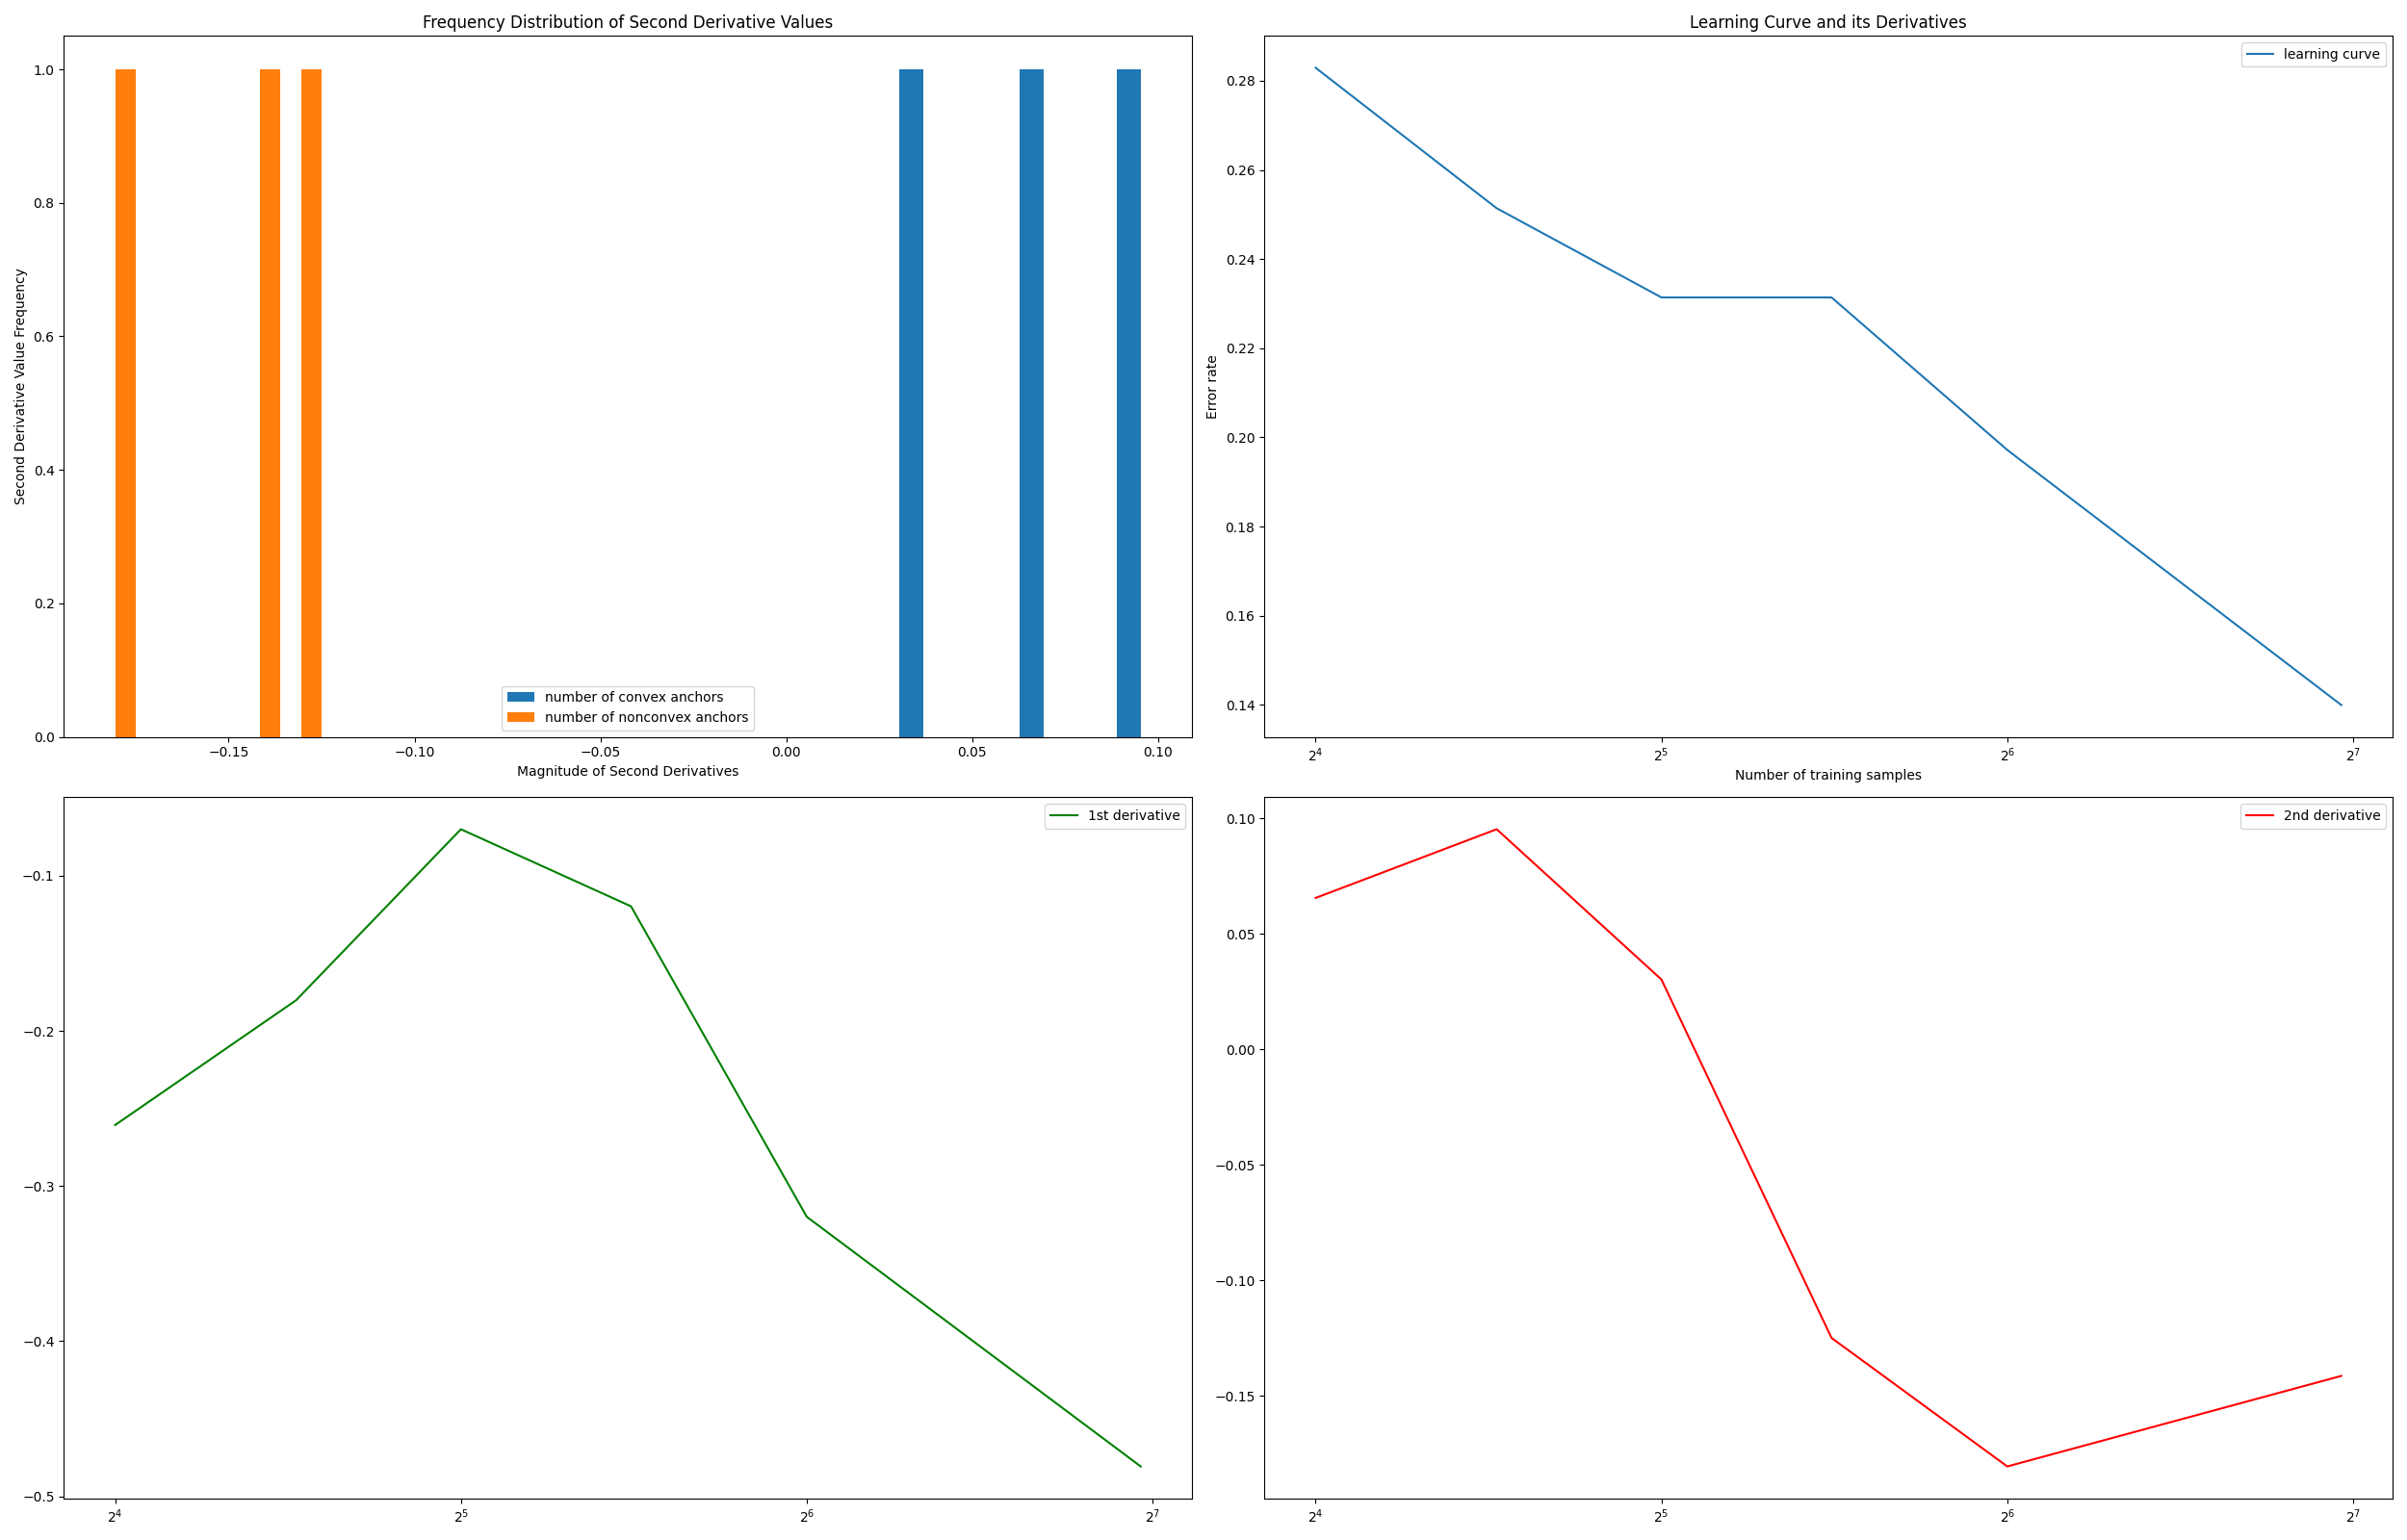 Frequency Distribution of Second Derivative Values
Second Derivative Value Frequency
1.0
0.8
0.6
0.4
0.2
0.0
number of convex anchors
number of nonconvex anchors
−0.15 −0.10 −0.05 0.00 0.05 0.10
Magnitude of Second Derivatives
Learning Curve and its Derivatives
learning curve
Error rate
0.28
0.26
0.24
0.22
0.20
0.18
0.16
0.14
2⁴ 2⁵ 2⁶ 2⁷
Number of training samples
1st derivative
−0.1
−0.2
−0.3
−0.4
−0.5
2⁴ 2⁵ 2⁶ 2⁷
2nd derivative
0.10
0.05
0.00
−0.05
−0.10
−0.15
2⁴ 2⁵ 2⁶ 2⁷